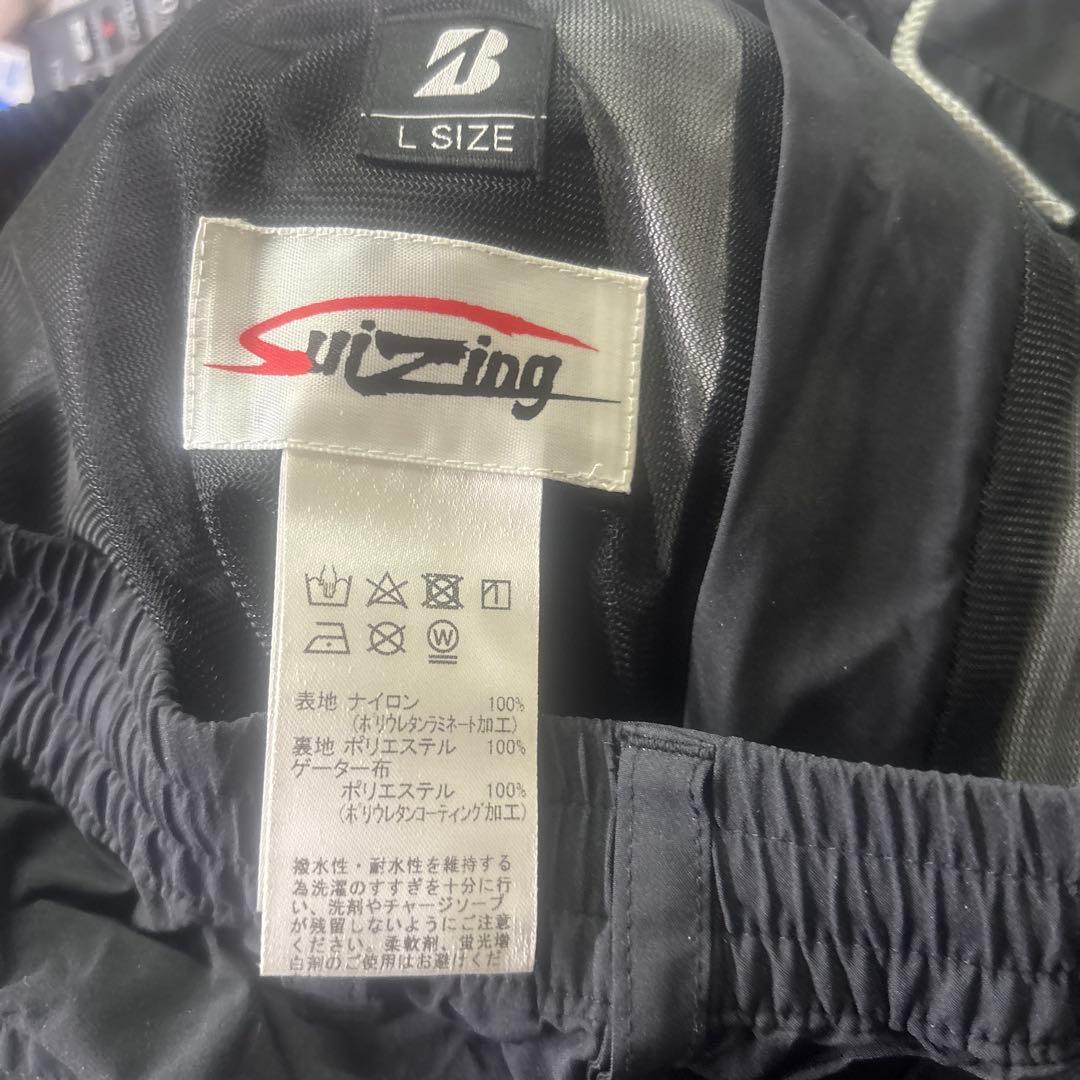 B
L SIZE
Suizing
W
表地 ナイロン 100%
(ポリウレタンラミネート加工)
裏地 ポリエステル 100%
ゲーター布
ポリエステル 100%
(ポリウレタンコーティング加工)
撥水性・耐水性を維持する
為洗濯のすすぎを十分に行
い、洗剤やチャージソープ
が残留しないようにご注意
ください。柔軟剤、蛍光増
白剤のご使用はお避けくだ